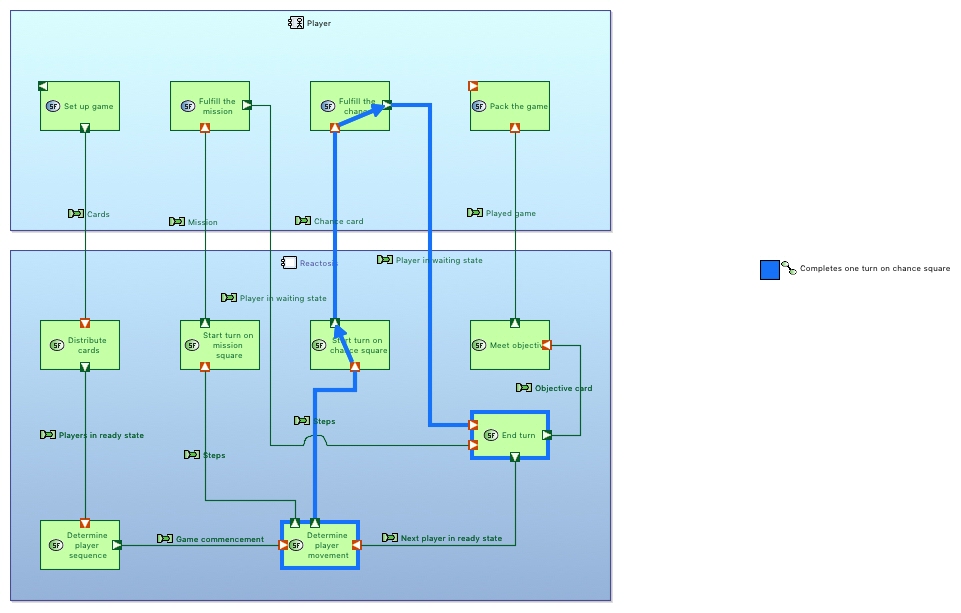 Player
SF Set up game
SF Fulfill the
mission
SF Fulfill the
chance
SF Pack the game
Cards
Mission
Chance card
Played game
Reactosis
Player in waiting state
Player in waiting state
SF Distribute
cards
SF Start turn on
mission
square
SF Start turn on
chance square
SF Meet objective
Completes one turn on chance square
Objective card
Players in ready state
Steps
Steps
SF End turn
SF Determine
player
sequence
Game commencement
SF Determine
player
movement
Next player in ready state